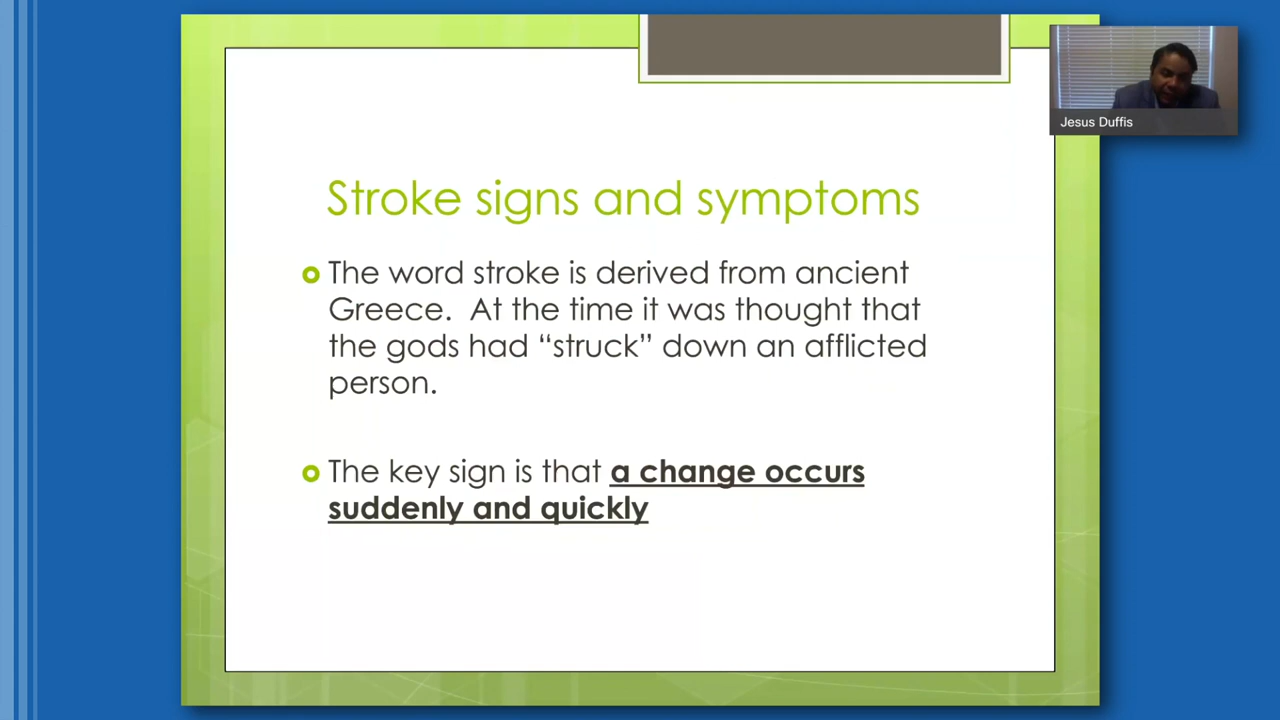 Stroke signs and symptoms
The word stroke is derived from ancient
Greece.  At the time it was thought that
the gods had “struck” down an afflicted
person.
The key sign is that a change occurs
suddenly and quickly
Jesus Duffis